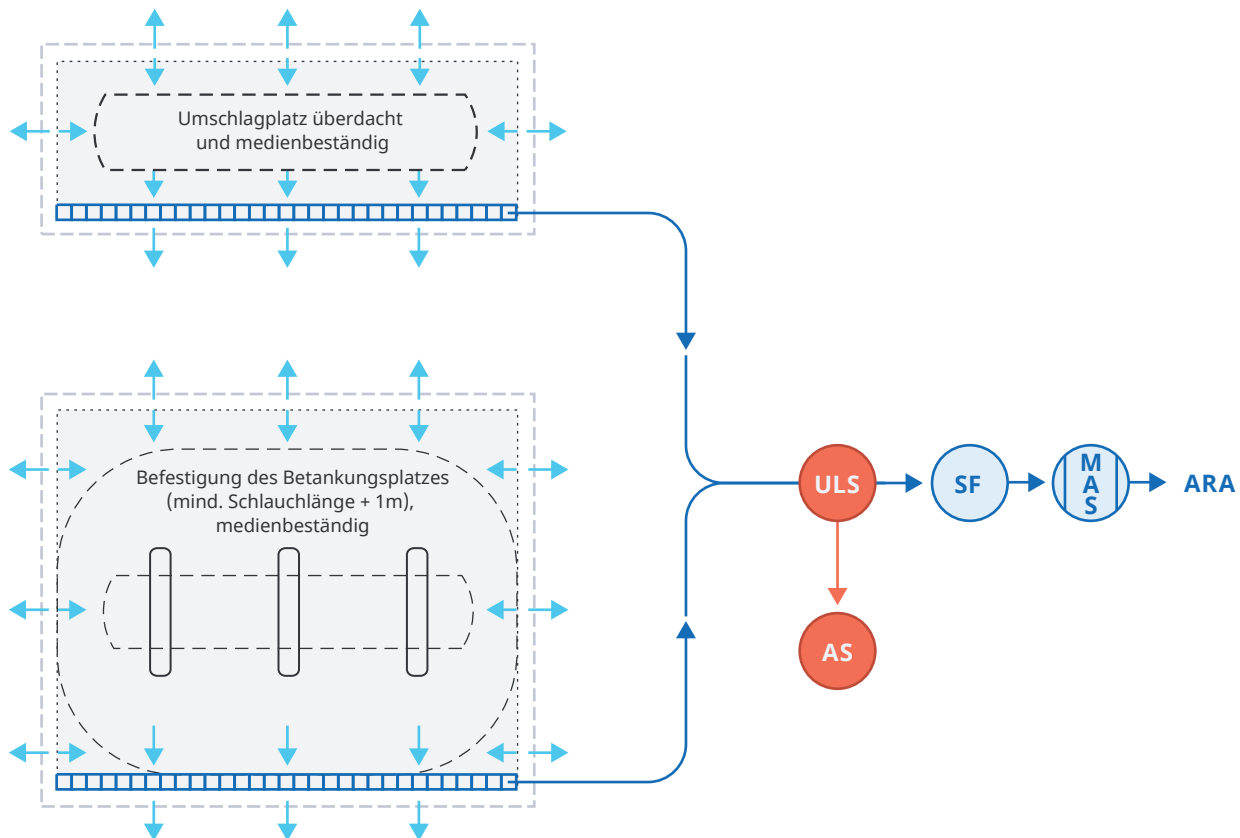 Umschlagplatz überdacht
und medienbeständig
Befestigung des Betankungsplatzes
(mind. Schlauchlänge + 1m),
medienbeständig
ULS
SF
M
A
S
ARA
AS